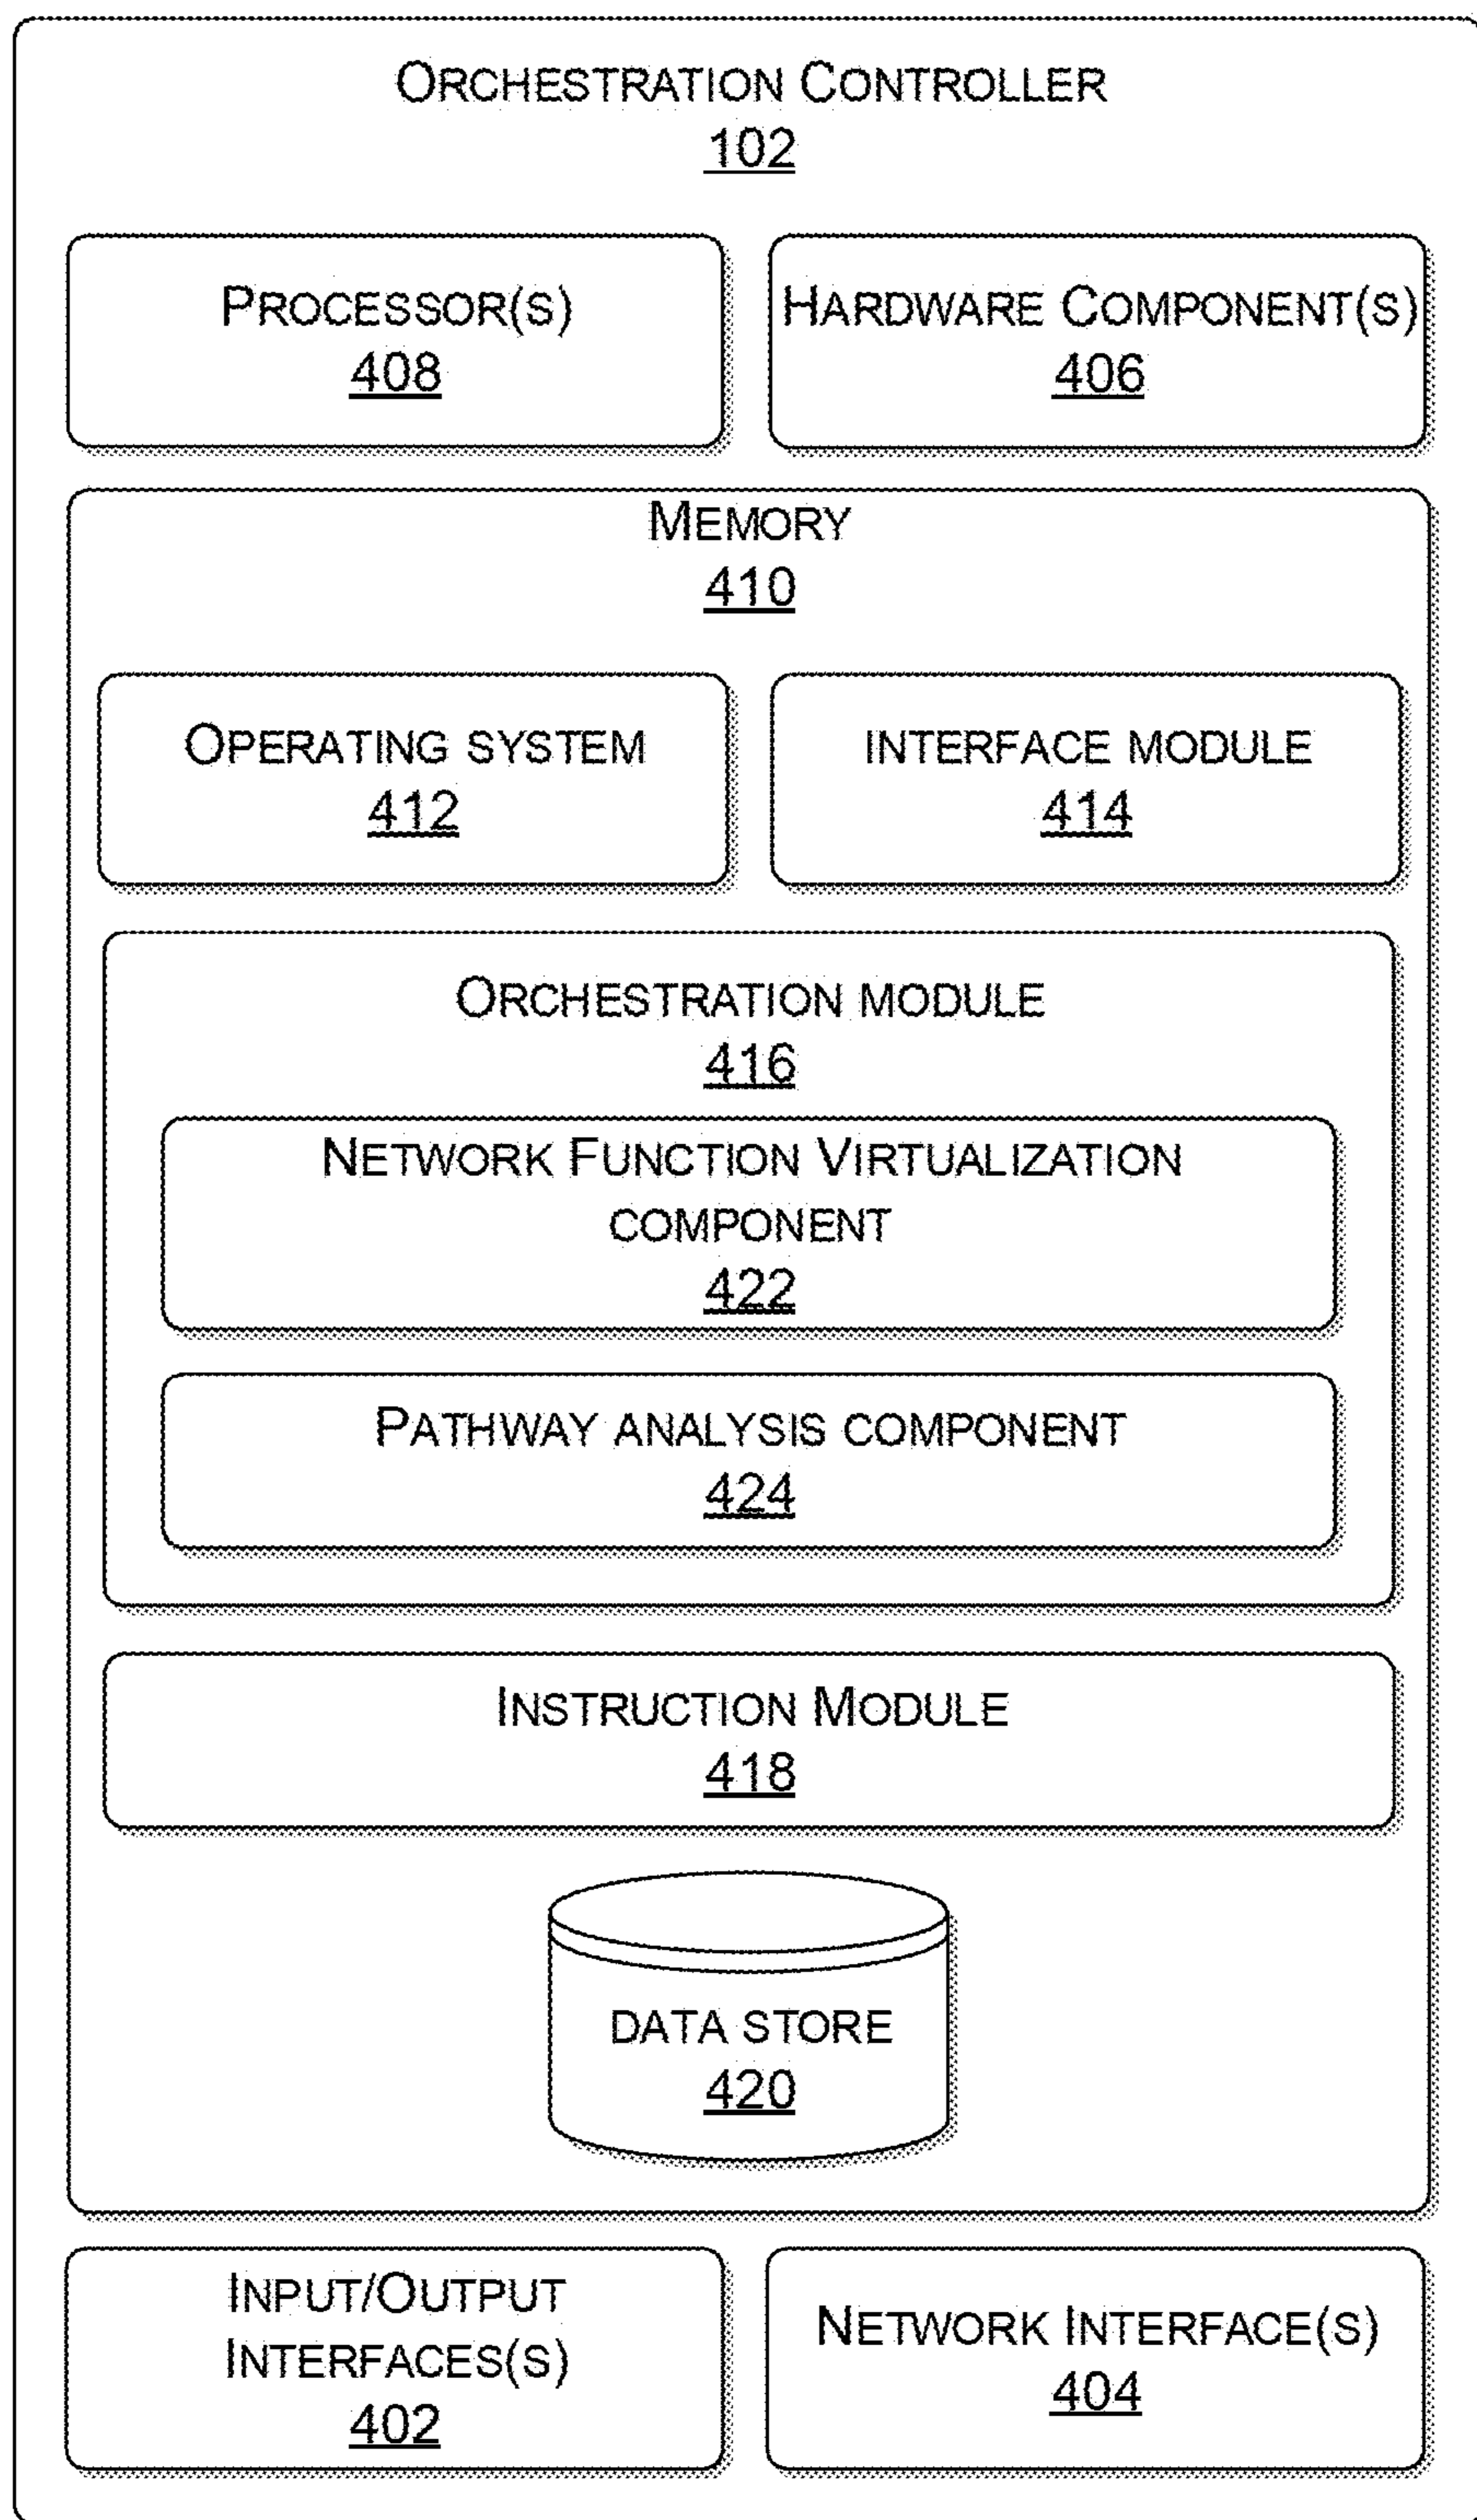 ORCHESTRATION CONTROLLER
102
PROCESSOR(S)
408
HARDWARE COMPONENT(S)
406
MEMORY
410
OPERATING SYSTEM
412
INTERFACE MODULE
414
ORCHESTRATION MODULE
416
NETWORK FUNCTION VIRTUALIZATION
COMPONENT
422
PATHWAY ANALYSIS COMPONENT
424
INSTRUCTION MODULE
418
DATA STORE
420
INPUT/OUTPUT
INTERFACES(S)
402
NETWORK INTERFACE(S)
404